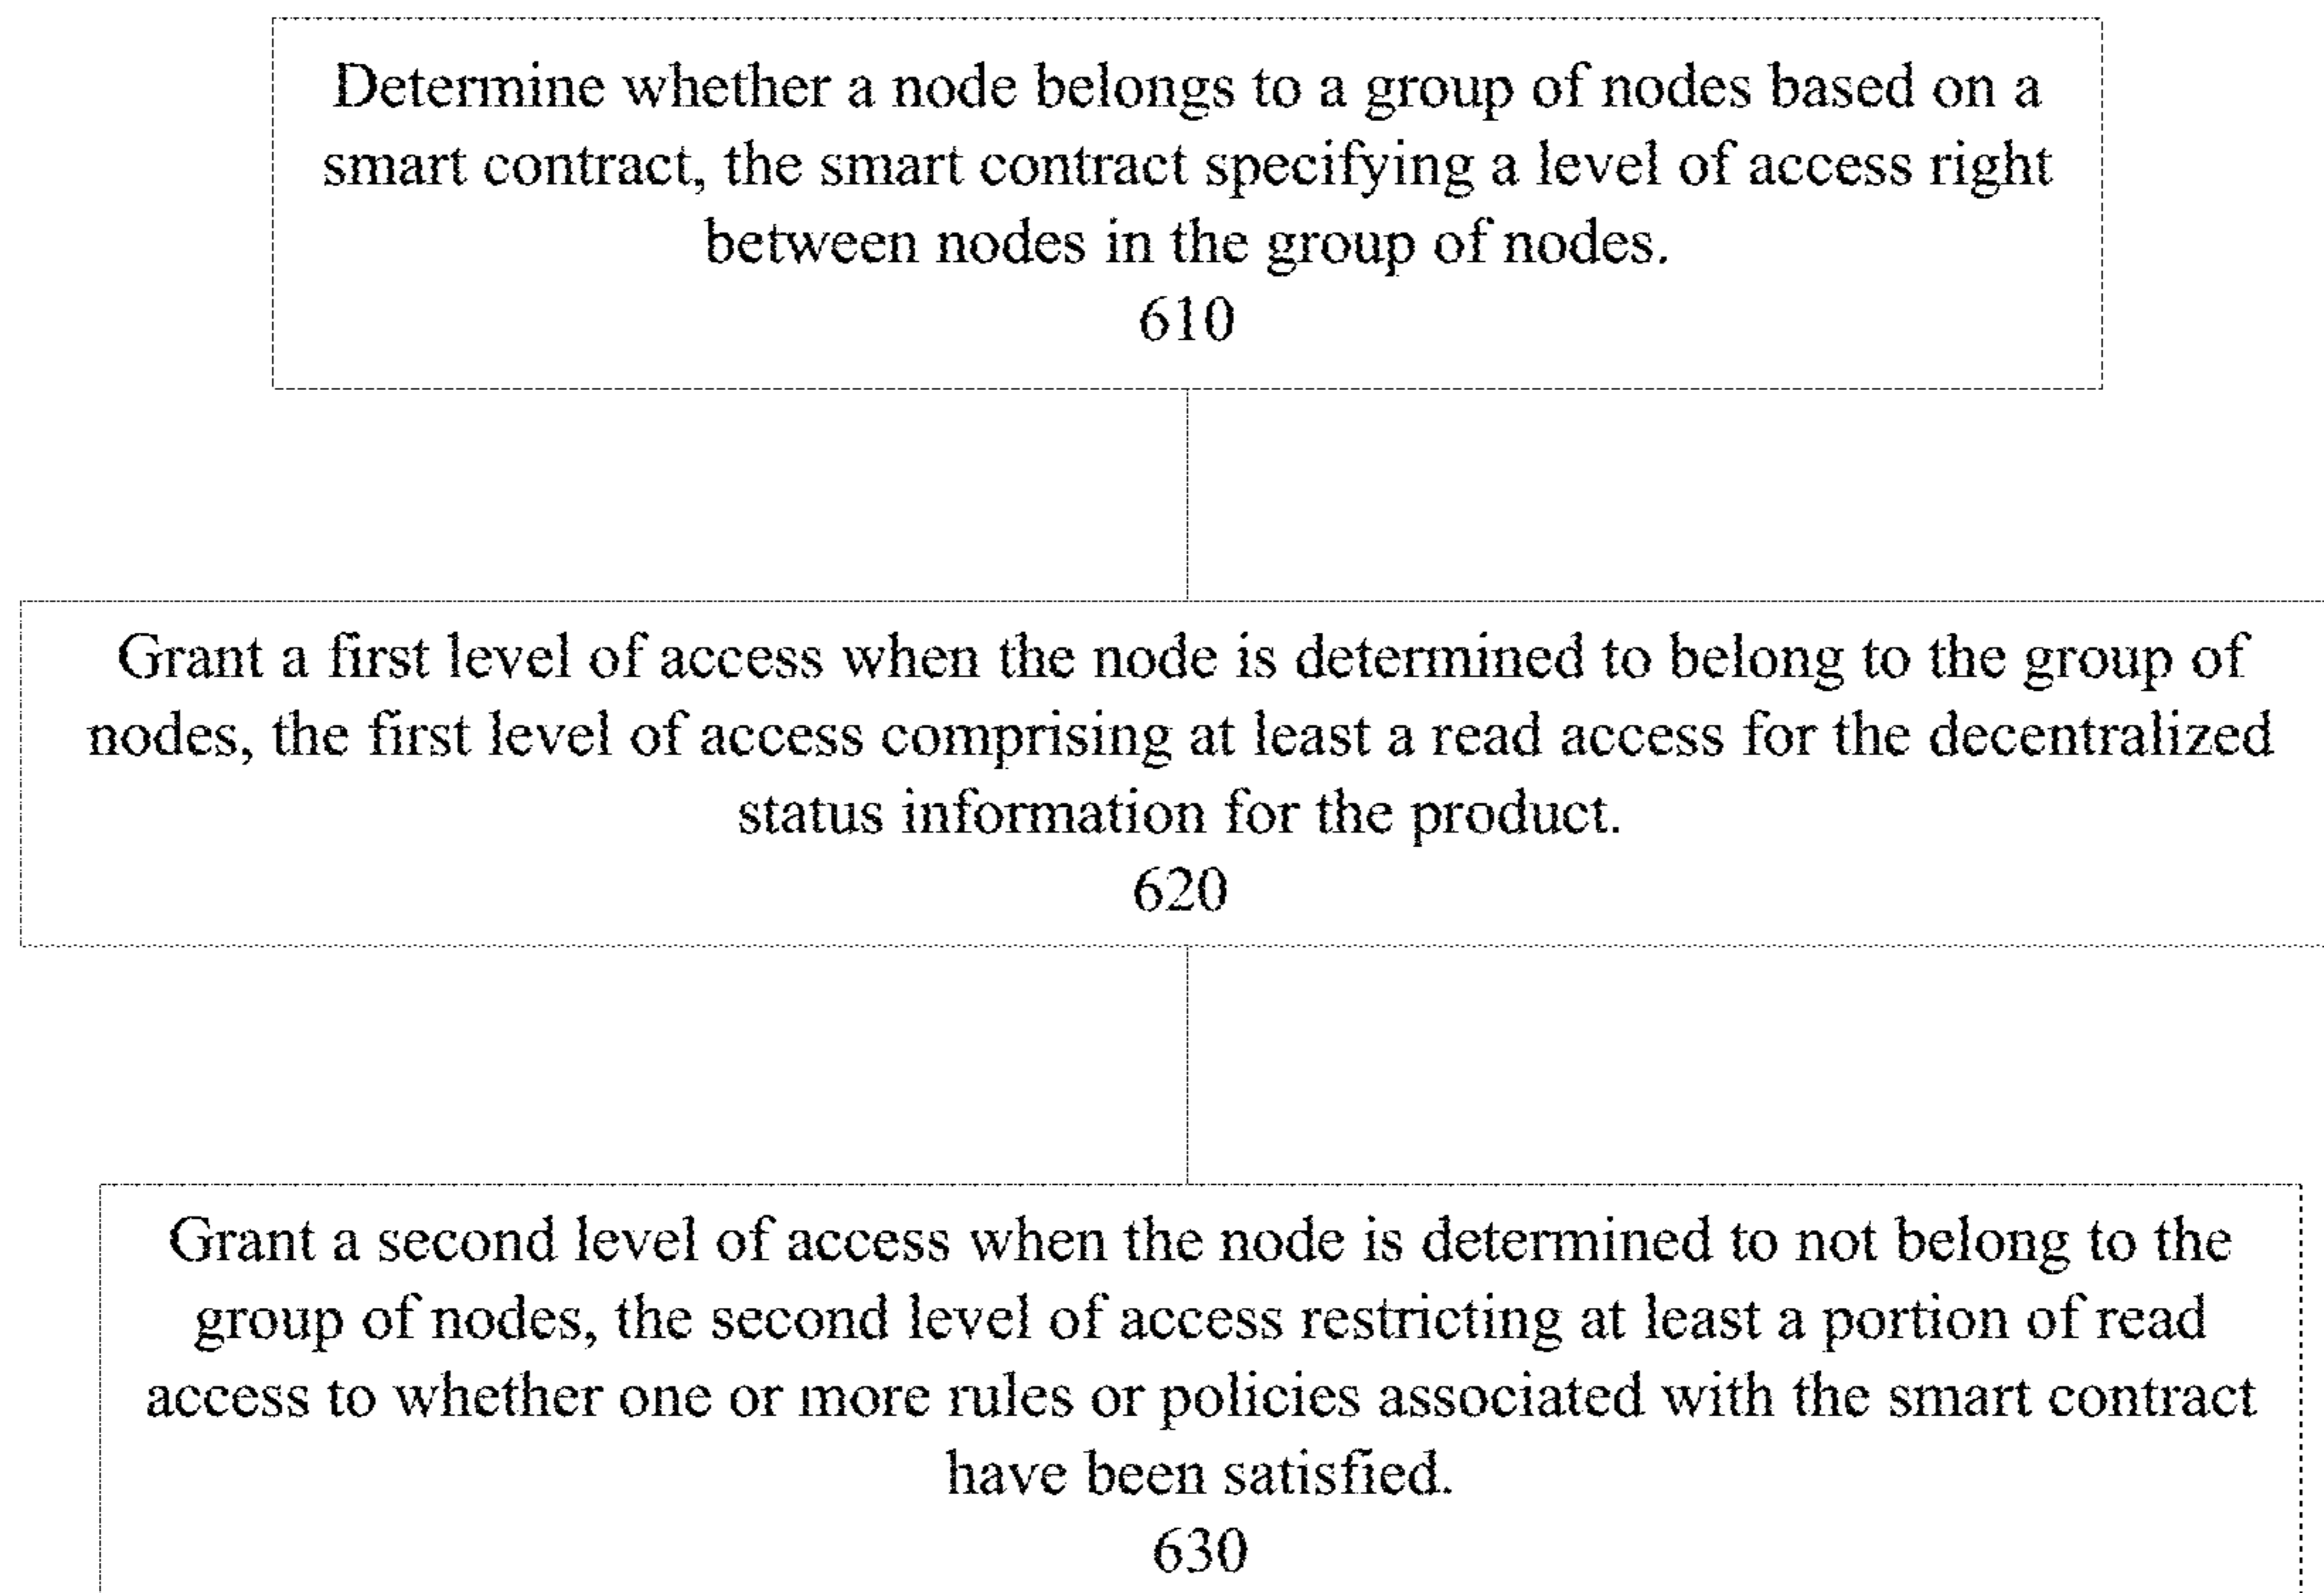 Determine whether a node belongs to a group of nodes based on a
smart contract, the smart contract specifying a level of access right
between nodes in the group of nodes.
610
Grant a first level of access when the node is determined to belong to the group of
nodes, the first level of access comprising at least a read access for the decentralized
status information for the product.
620
Grant a second level of access when the node is determined to not belong to the
group of nodes, the second level of access restricting at least a portion of read
access to whether one or more rules or policies associated with the smart contract
have been satisfied.
630